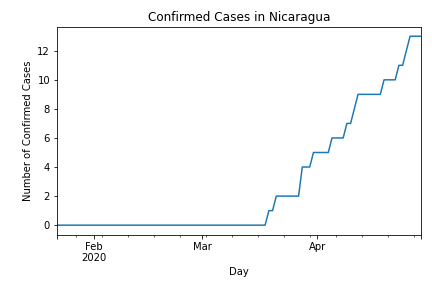 Confirmed Cases in Nicaragua
Number of Confirmed Cases
12
10
8
6
4
2
0
Feb
2020
Mar
Apr
Day